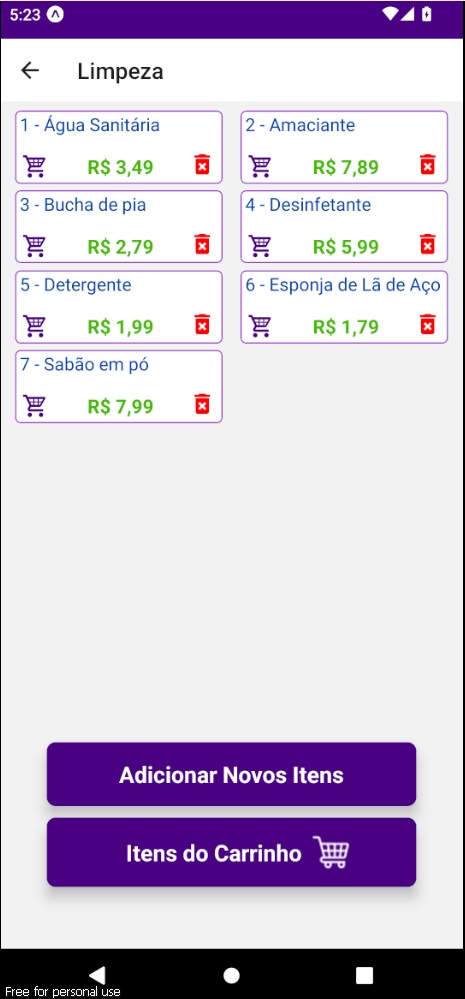 5:23
Limpeza
1 - Água Sanitária
R$ 3,49
2 - Amaciante
R$ 7,89
3 - Bucha de pia
R$ 2,79
4 - Desinfetante
R$ 5,99
5 - Detergente
R$ 1,99
6 - Esponja de Lã de Aço
R$ 1,79
7 - Sabão em pó
R$ 7,99
Adicionar Novos Itens
Itens do Carrinho
Free for personal use